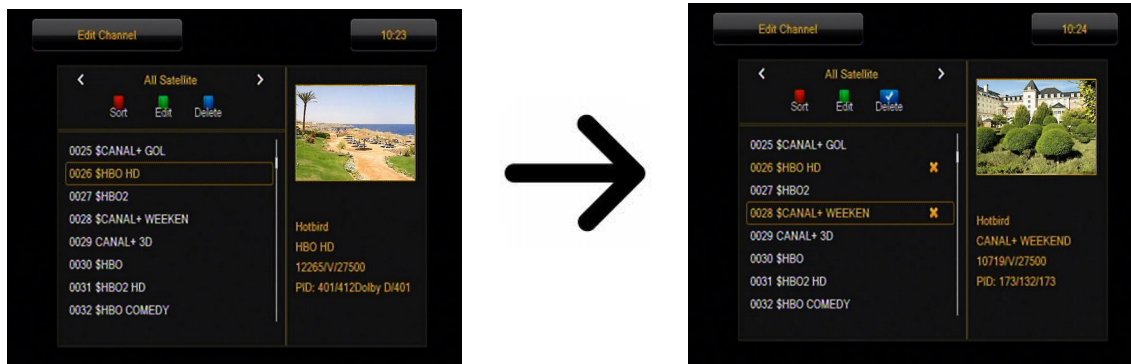 Edit Channel
10:23
All Satellite
Sort Edit Delete
0025 $CANAL+ GOL
0026 $HBO HD
0027 $HBO2
0028 $CANAL+ WEEKEN
0029 CANAL+ 3D
0030 $HBO
0031 $HBO2 HD
0032 $HBO COMEDY
Hotbird
HBO HD
12265/V/27500
PID: 401/412Dolby D/401
Edit Channel
10:24
All Satellite
Sort Edit Delete
0025 $CANAL+ GOL
0026 $HBO HD
0027 $HBO2
0028 $CANAL+ WEEKEN
0029 CANAL+ 3D
0030 $HBO
0031 $HBO2 HD
0032 $HBO COMEDY
Hotbird
CANAL+ WEEKEND
10719/V/27500
PID: 173/132/173